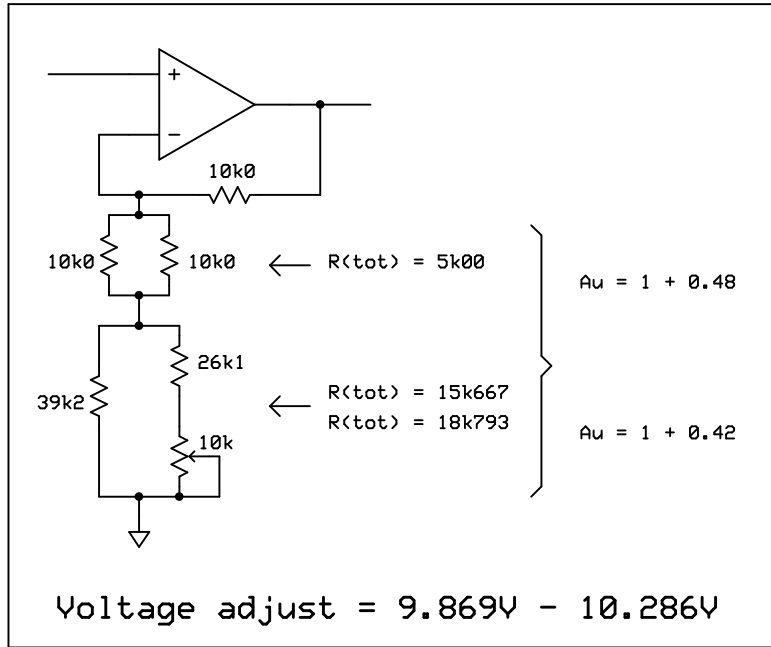 +
−
10k0
10k0
10k0
R(tot) = 5k00
Au = 1 + 0.48
26k1
39k2
R(tot) = 15k667
R(tot) = 18k793
10k
Au = 1 + 0.42
Voltage adjust = 9.869V - 10.286V